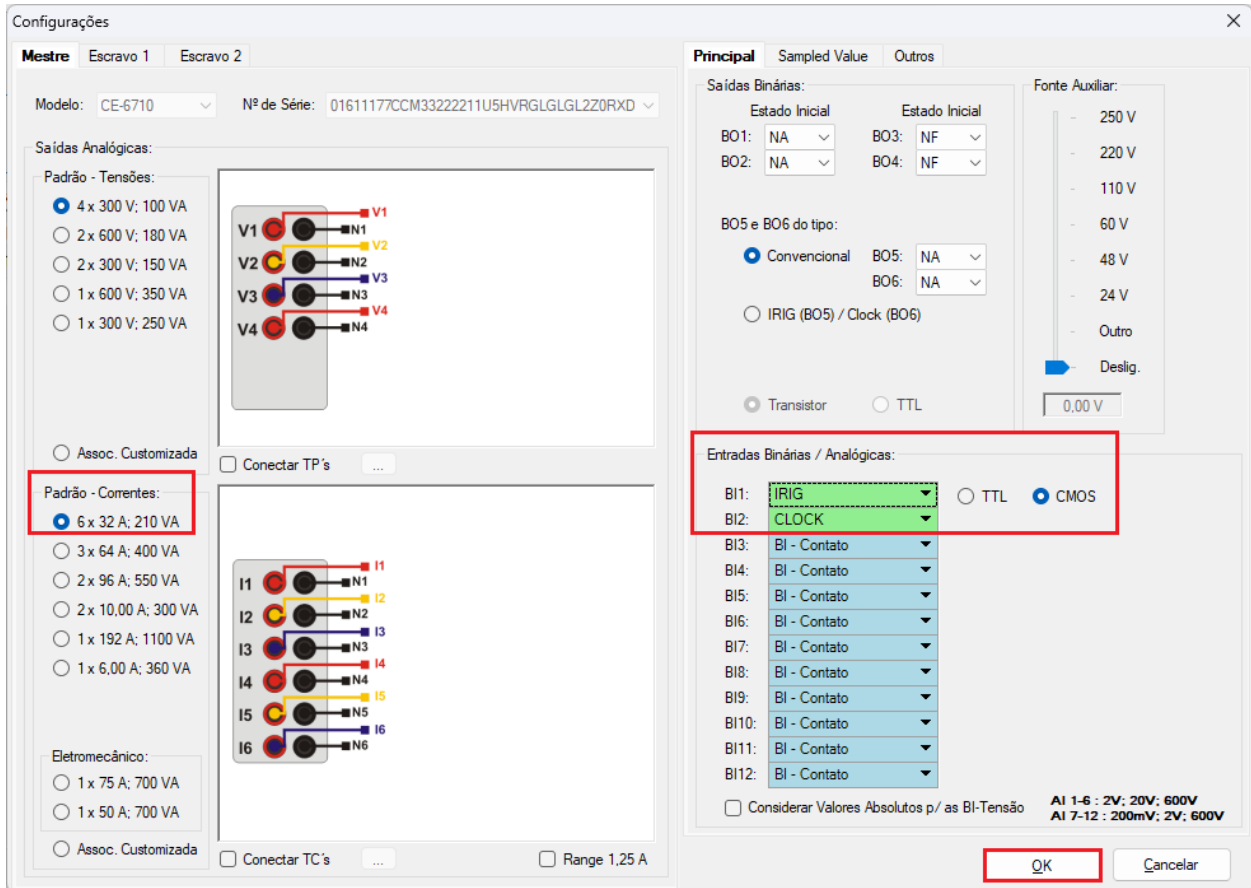 Configurações
Mestre Escravo 1 Escravo 2
Modelo: CE-6710 Nº de Série: 01611177CCM33222211U5HVRGLGLGL2Z0RXD
Saídas Analógicas:
Padrão - Tensões:
4 x 300 V; 100 VA
2 x 600 V; 180 VA
2 x 300 V; 150 VA
1 x 600 V; 350 VA
1 x 300 V; 250 VA
Assoc. Customizada
V1 V1
N1
V2 V2
N2
V3 V3
N3
V4 V4
N4
Conectar TP´s ...
Padrão - Correntes:
6 x 32 A; 210 VA
3 x 64 A; 400 VA
2 x 96 A; 550 VA
2 x 10,00 A; 300 VA
1 x 192 A; 1100 VA
1 x 6,00 A; 360 VA
Eletromecânico:
1 x 75 A; 700 VA
1 x 50 A; 700 VA
Assoc. Customizada
I1 I1
N1
I2 I2
N2
I3 I3
N3
I4 I4
N4
I5 I5
N5
I6 I6
N6
Conectar TC´s ... Range 1,25 A
Principal Sampled Value Outros
Saídas Binárias:
Estado Inicial Estado Inicial
BO1: NA BO3: NF
BO2: NA BO4: NF
BO5 e BO6 do tipo:
Convencional BO5: NA
BO6: NA
IRIG (BO5) / Clock (BO6)
Transistor TTL
Fonte Auxiliar:
250 V
220 V
110 V
60 V
48 V
24 V
Outro
Deslig.
0,00 V
Entradas Binárias / Analógicas:
BI1: IRIG TTL CMOS
BI2: CLOCK
BI3: BI - Contato
BI4: BI - Contato
BI5: BI - Contato
BI6: BI - Contato
BI7: BI - Contato
BI8: BI - Contato
BI9: BI - Contato
BI10: BI - Contato
BI11: BI - Contato
BI12: BI - Contato
Considerar Valores Absolutos p/ as BI-Tensão
AI 1-6 : 2V; 20V; 600V
AI 7-12 : 200mV; 2V; 600V
OK Cancelar